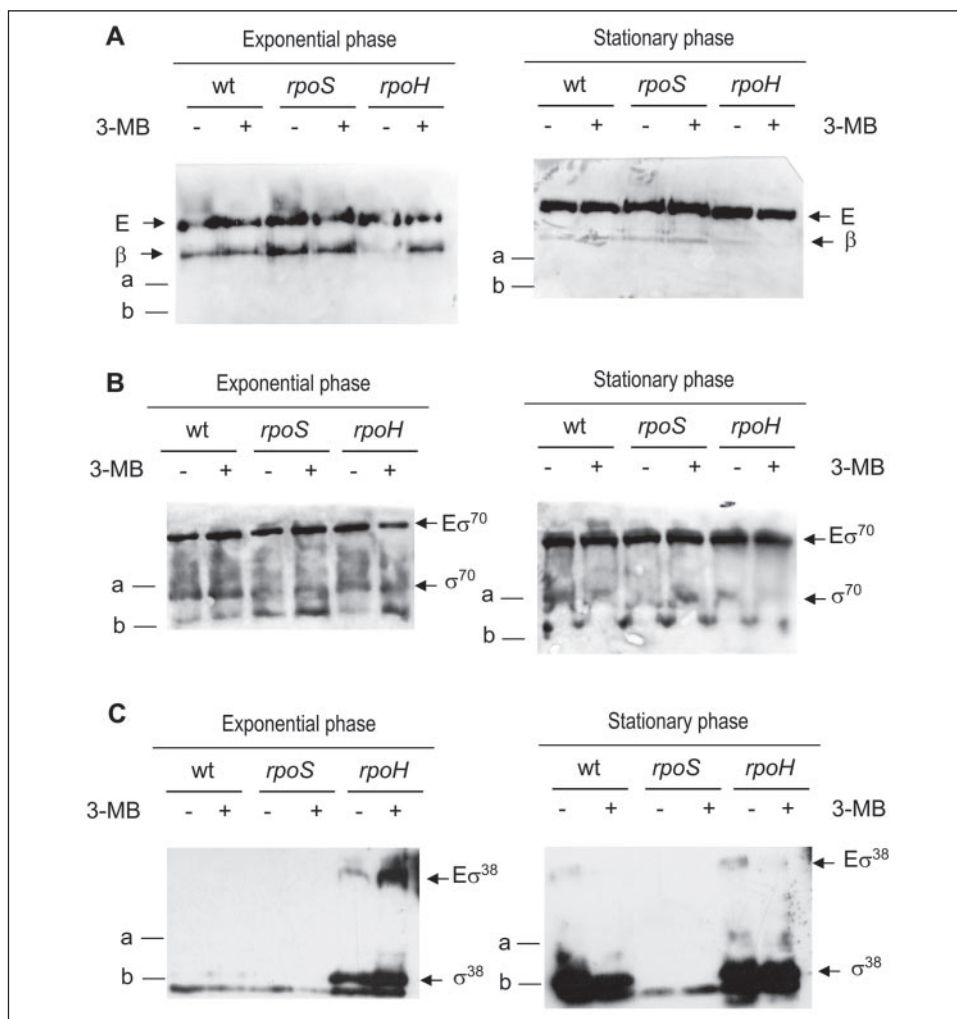 A
Exponential phase
Stationary phase
wt rpoS rpoH
wt rpoS rpoH
3-MB - + - + - +
- + - + - + 3-MB
E
β
a
b
E
β
a
b
B
Exponential phase
Stationary phase
wt rpoS rpoH
wt rpoS rpoH
3-MB - + - + - +
- + - + - + 3-MB
Eσ⁷⁰
a
σ⁷⁰
b
Eσ⁷⁰
a
σ⁷⁰
b
C
Exponential phase
Stationary phase
wt rpoS rpoH
wt rpoS rpoH
3-MB - + - + - +
- + - + - + 3-MB
Eσ³⁸
a
b
σ³⁸
Eσ³⁸
a
b
σ³⁸